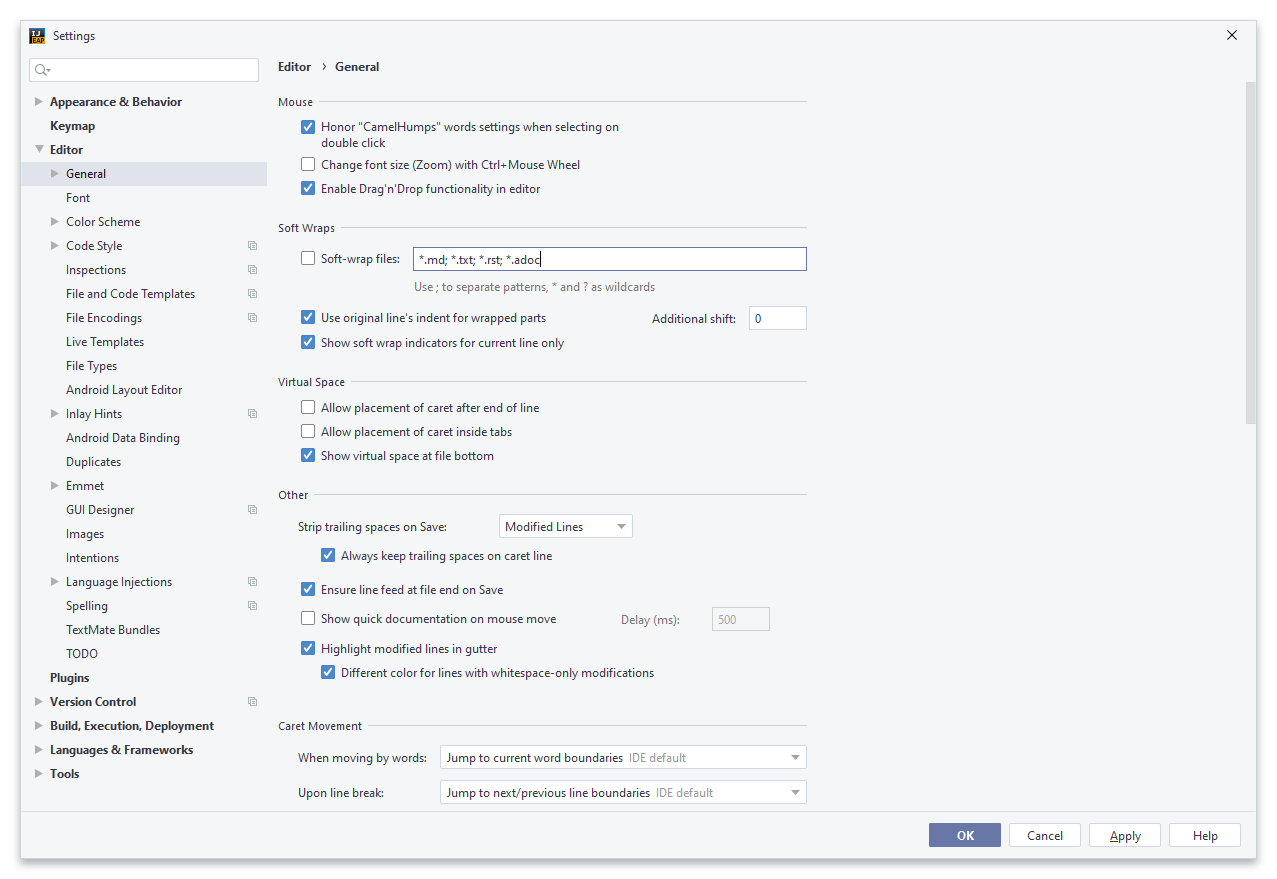 IJ
EAP
Settings
Appearance & Behavior
Keymap
Editor
General
Font
Color Scheme
Code Style
Inspections
File and Code Templates
File Encodings
Live Templates
File Types
Android Layout Editor
Inlay Hints
Android Data Binding
Duplicates
Emmet
GUI Designer
Images
Intentions
Language Injections
Spelling
TextMate Bundles
TODO
Plugins
Version Control
Build, Execution, Deployment
Languages & Frameworks
Tools
Editor › General
Mouse
Honor "CamelHumps" words settings when selecting on
double click
Change font size (Zoom) with Ctrl+Mouse Wheel
Enable Drag'n'Drop functionality in editor
Soft Wraps
Soft-wrap files: *.md; *.txt; *.rst; *.adoc
Use ; to separate patterns, * and ? as wildcards
Use original line's indent for wrapped parts Additional shift: 0
Show soft wrap indicators for current line only
Virtual Space
Allow placement of caret after end of line
Allow placement of caret inside tabs
Show virtual space at file bottom
Other
Strip trailing spaces on Save: Modified Lines
Always keep trailing spaces on caret line
Ensure line feed at file end on Save
Show quick documentation on mouse move Delay (ms): 500
Highlight modified lines in gutter
Different color for lines with whitespace-only modifications
Caret Movement
When moving by words: Jump to current word boundaries IDE default
Upon line break: Jump to next/previous line boundaries IDE default
OK Cancel Apply Help